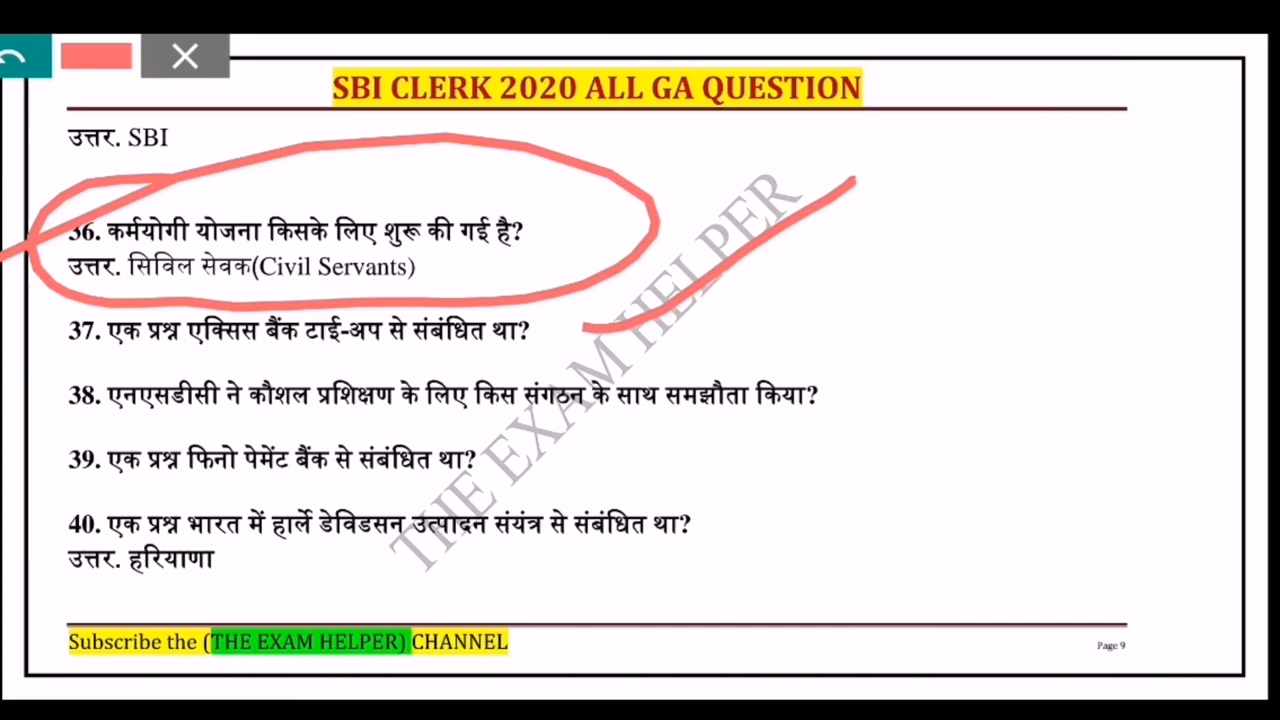 SBI CLERK 2020 ALL GA QUESTION
उत्तर. SBI
36. कर्मयोगी योजना किसके लिए शुरू की गई है?
उत्तर. सिविल सेवक(Civil Servants)
37. एक प्रश्न एक्सिस बैंक टाई-अप से संबंधित था?
38. एनएसडीसी ने कौशल प्रशिक्षण के लिए किस संगठन के साथ समझौता किया?
39. एक प्रश्न फिनो पेमेंट बैंक से संबंधित था?
40. एक प्रश्न भारत में हार्ले डेविडसन उत्पादन संयंत्र से संबंधित था?
उत्तर. हरियाणा
THE EXAM HELPER
Subscribe the (THE EXAM HELPER) CHANNEL
Page 9